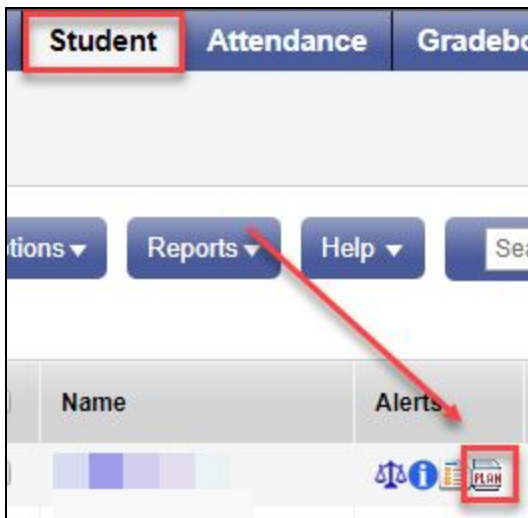 Student Attendance Gradebo
tions Reports Help Sea
Name Alerts
PLAN